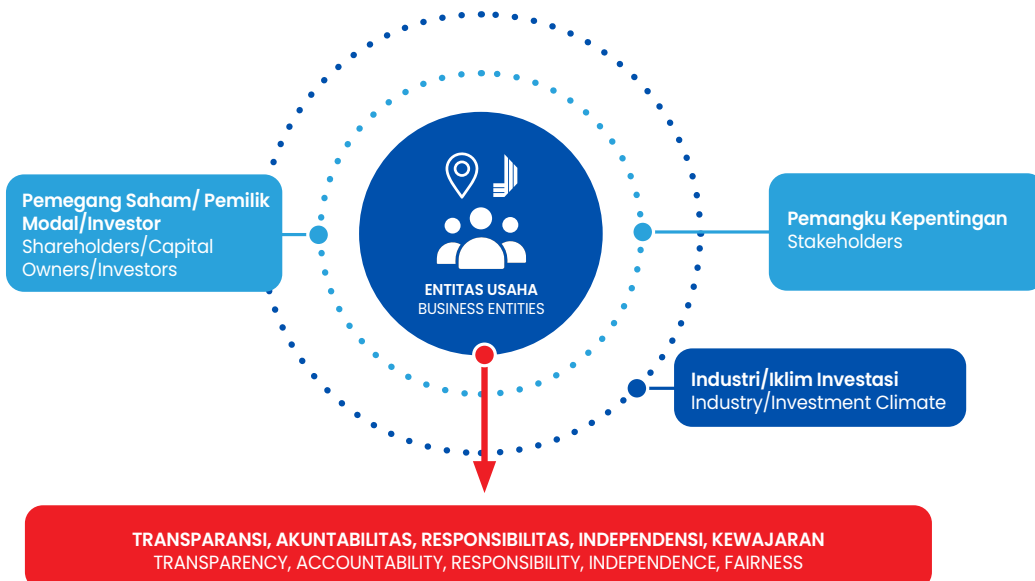 Pemegang Saham/ Pemilik
Modal/Investor
Shareholders/Capital
Owners/Investors
ENTITAS USAHA
BUSINESS ENTITIES
Pemangku Kepentingan
Stakeholders
Industri/Iklim Investasi
Industry/Investment Climate
TRANSPARANSI, AKUNTABILITAS, RESPONSIBILITAS, INDEPENDENSI, KEWAJARAN
TRANSPARENCY, ACCOUNTABILITY, RESPONSIBILITY, INDEPENDENCE, FAIRNESS